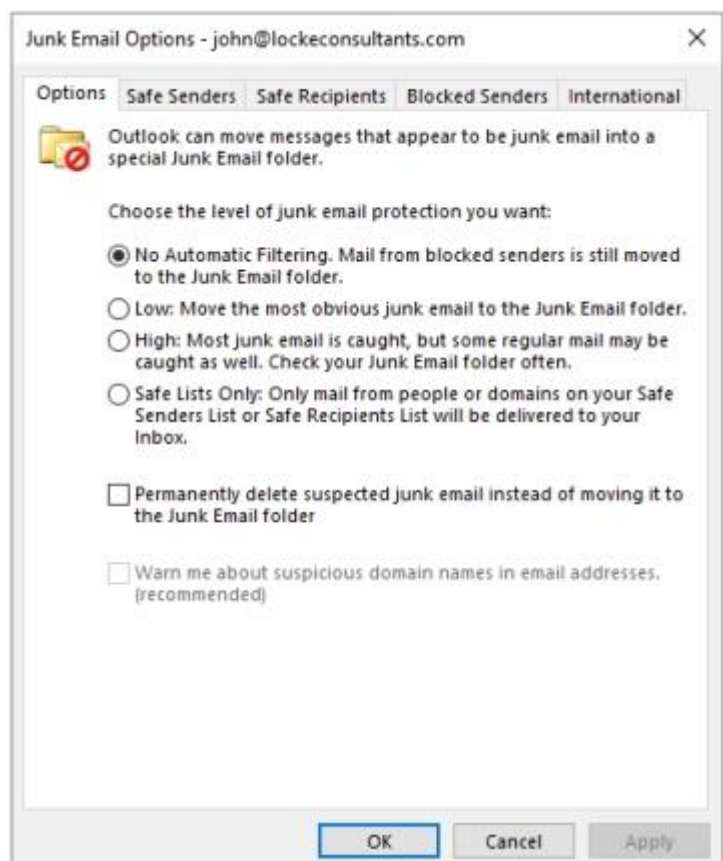 Junk Email Options - john@lockeconsultants.com
Options Safe Senders Safe Recipients Blocked Senders International
Outlook can move messages that appear to be junk email into a
special Junk Email folder.
Choose the level of junk email protection you want:
No Automatic Filtering. Mail from blocked senders is still moved
to the Junk Email folder.
Low: Move the most obvious junk email to the Junk Email folder.
High: Most junk email is caught, but some regular mail may be
caught as well. Check your Junk Email folder often.
Safe Lists Only: Only mail from people or domains on your Safe
Senders List or Safe Recipients List will be delivered to your
Inbox.
Permanently delete suspected junk email instead of moving it to
the Junk Email folder
Warn me about suspicious domain names in email addresses.
(recommended)
OK Cancel Apply